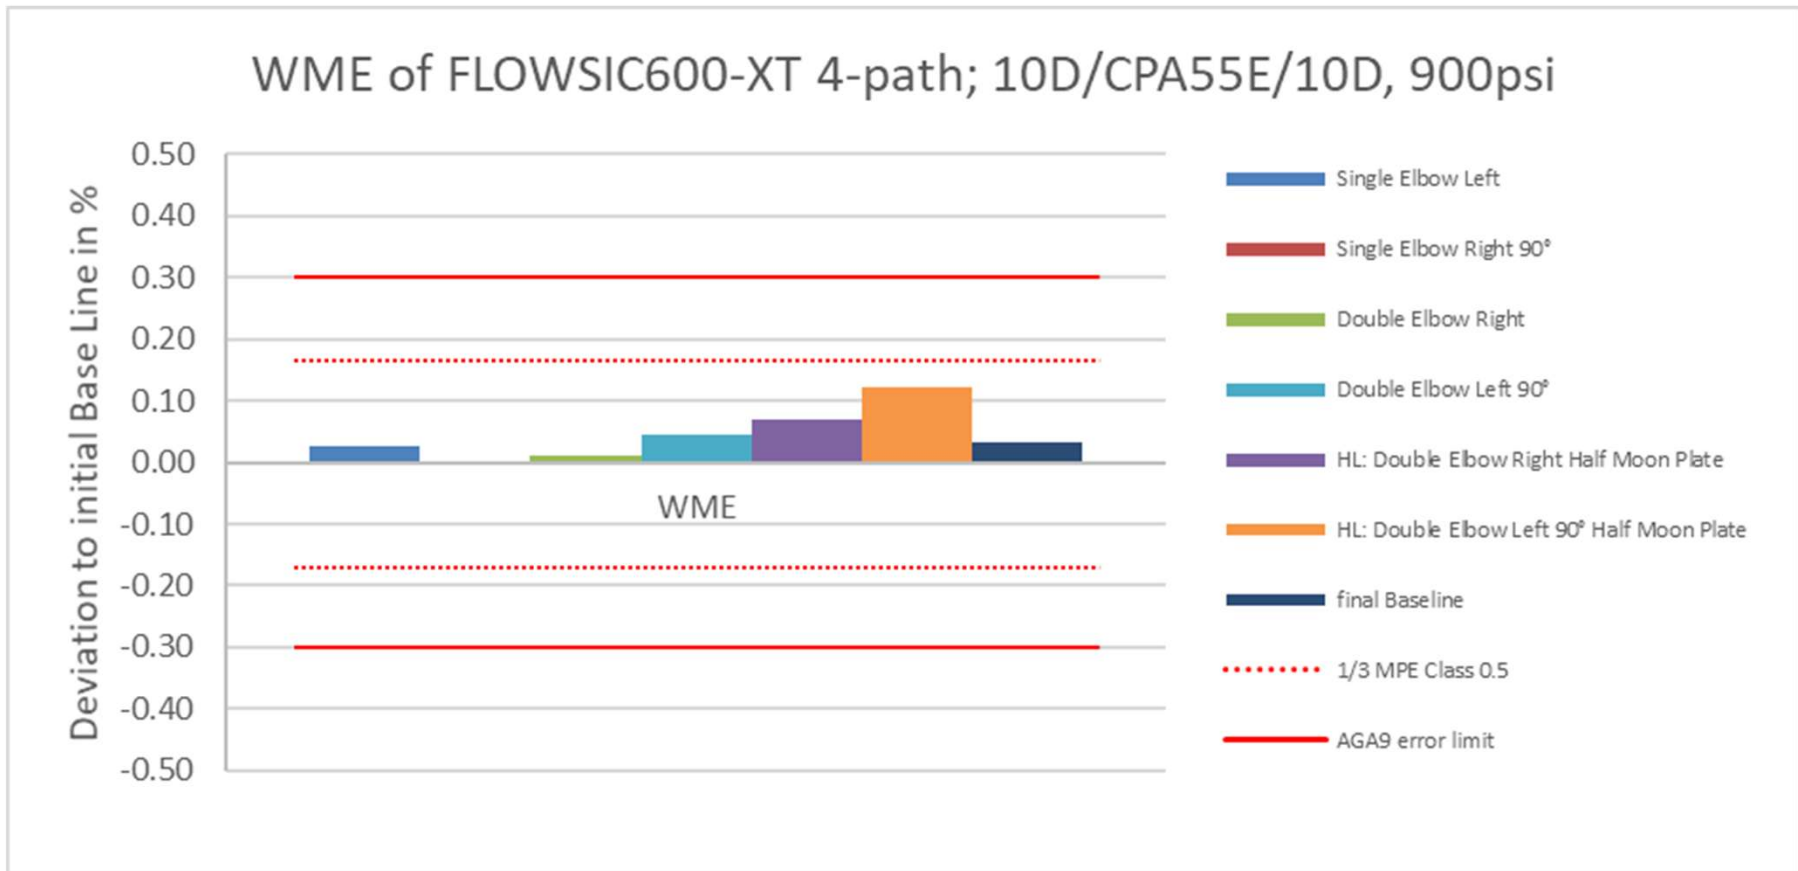 WME of FLOWSIC600-XT 4-path; 10D/CPA55E/10D, 900psi
Deviation to initial Base Line in %
0.50
0.40
0.30
0.20
0.10
0.00
-0.10
-0.20
-0.30
-0.40
-0.50
WME
Single Elbow Left
Single Elbow Right 90°
Double Elbow Right
Double Elbow Left 90°
HL: Double Elbow Right Half Moon Plate
HL: Double Elbow Left 90° Half Moon Plate
final Baseline
1/3 MPE Class 0.5
AGA9 error limit